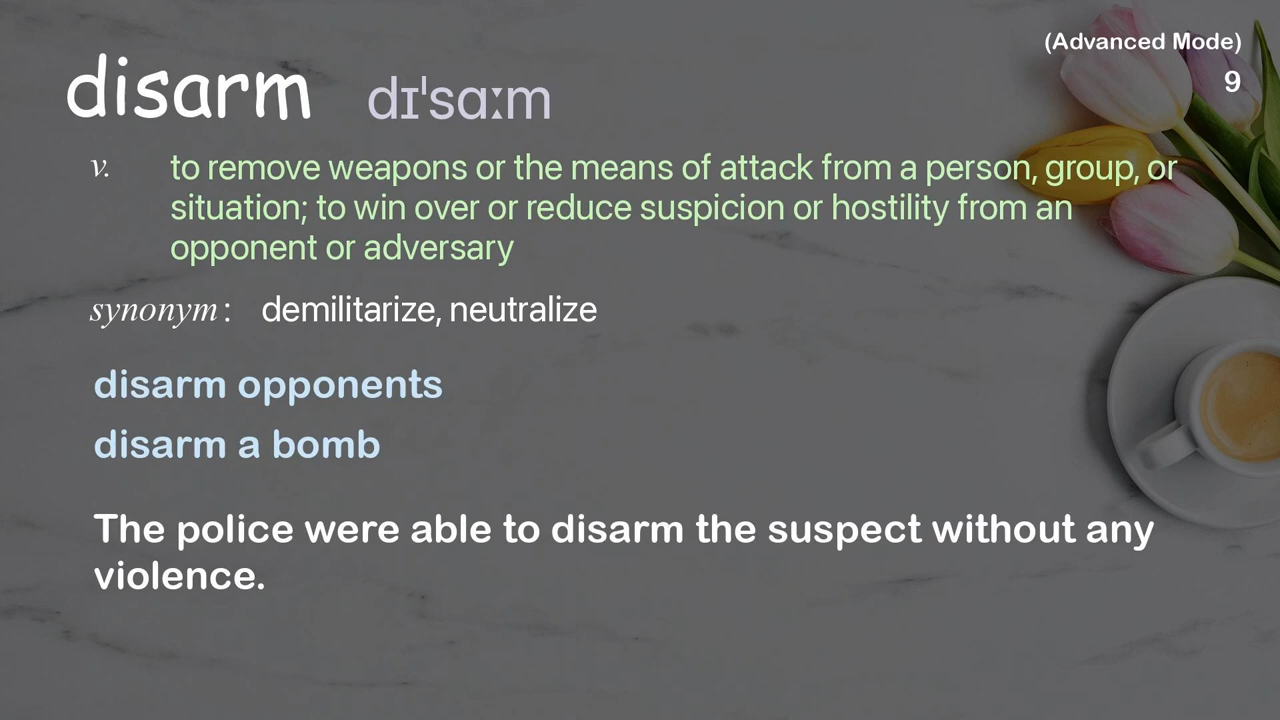 (Advanced Mode)
9
disarm dɪˈsɑːm
v. to remove weapons or the means of attack from a person, group, or
situation; to win over or reduce suspicion or hostility from an
opponent or adversary
synonym : demilitarize, neutralize
disarm opponents
disarm a bomb
The police were able to disarm the suspect without any
violence.